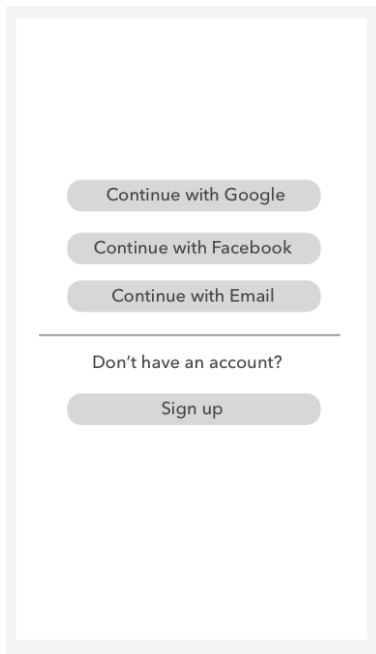 Continue with Google
Continue with Facebook
Continue with Email
Don’t have an account?
Sign up